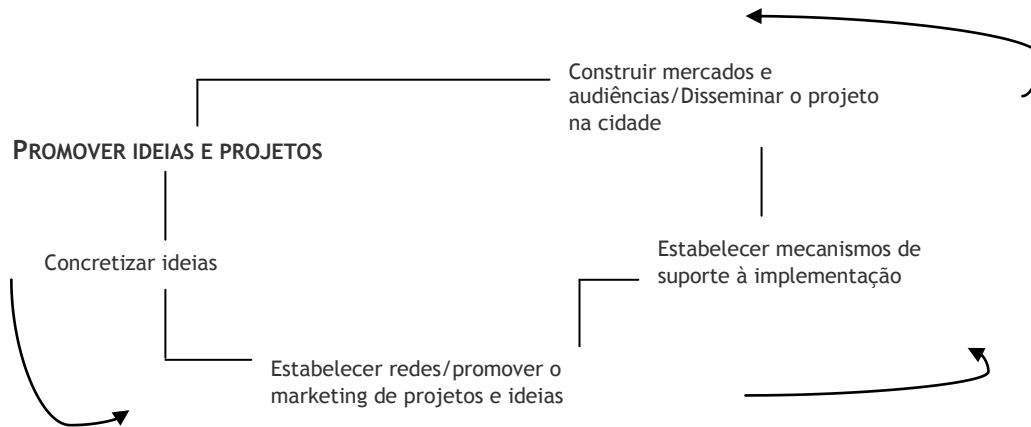 Construir mercados e
audiências/Disseminar o projeto
na cidade
PROMOVER IDEIAS E PROJETOS
Estabelecer mecanismos de
suporte à implementação
Concretizar ideias
Estabelecer redes/promover o
marketing de projetos e ideias